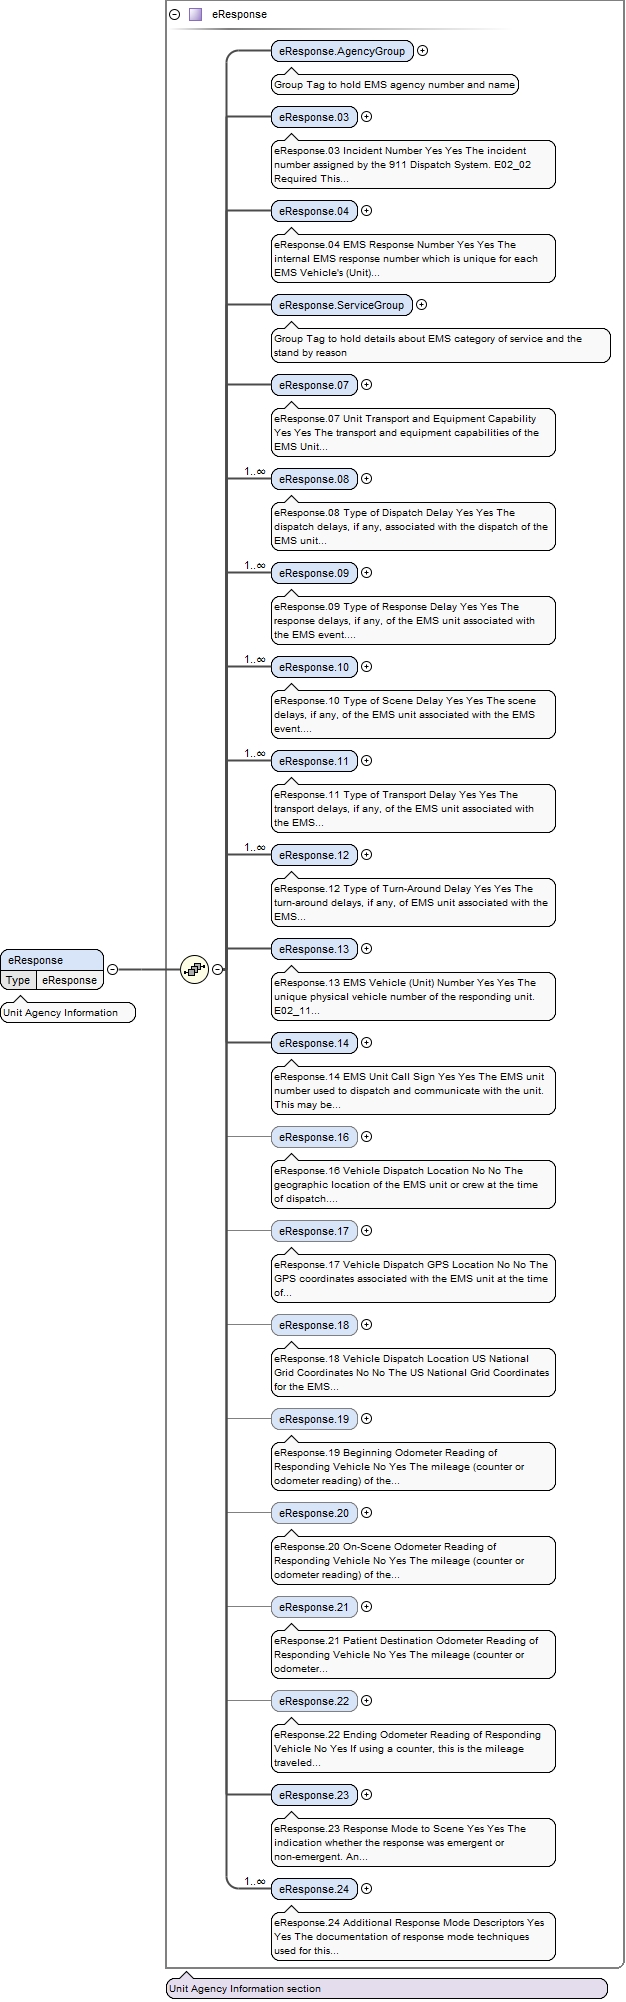 eResponse
eResponse.AgencyGroup
Group Tag to hold EMS agency number and name
eResponse.03
eResponse.03 Incident Number Yes Yes The incident
number assigned by the 911 Dispatch System. E02_02
Required This...
eResponse.04
eResponse.04 EMS Response Number Yes Yes The
internal EMS response number which is unique for each
EMS Vehicle's (Unit)...
eResponse.ServiceGroup
Group Tag to hold details about EMS category of service and the
stand by reason
eResponse.07
eResponse.07 Unit Transport and Equipment Capability
Yes Yes The transport and equipment capabilities of the
EMS Unit...
1..∞
eResponse.08
eResponse.08 Type of Dispatch Delay Yes Yes The
dispatch delays, if any, associated with the dispatch of the
EMS unit...
1..∞
eResponse.09
eResponse.09 Type of Response Delay Yes Yes The
response delays, if any, of the EMS unit associated with
the EMS event....
1..∞
eResponse.10
eResponse.10 Type of Scene Delay Yes Yes The scene
delays, if any, of the EMS unit associated with the EMS
event....
1..∞
eResponse.11
eResponse.11 Type of Transport Delay Yes Yes The
transport delays, if any, of the EMS unit associated with
the EMS...
1..∞
eResponse.12
eResponse.12 Type of Turn-Around Delay Yes Yes The
turn-around delays, if any, of EMS unit associated with the
EMS...
eResponse
Type eResponse
Unit Agency Information
eResponse.13
eResponse.13 EMS Vehicle (Unit) Number Yes Yes The
unique physical vehicle number of the responding unit.
E02_11...
eResponse.14
eResponse.14 EMS Unit Call Sign Yes Yes The EMS unit
number used to dispatch and communicate with the unit.
This may be...
eResponse.16
eResponse.16 Vehicle Dispatch Location No No The
geographic location of the EMS unit or crew at the time
of dispatch....
eResponse.17
eResponse.17 Vehicle Dispatch GPS Location No No The
GPS coordinates associated with the EMS unit at the time
of...
eResponse.18
eResponse.18 Vehicle Dispatch Location US National
Grid Coordinates No No The US National Grid Coordinates
for the EMS...
eResponse.19
eResponse.19 Beginning Odometer Reading of
Responding Vehicle No Yes The mileage (counter or
odometer reading) of the...
eResponse.20
eResponse.20 On-Scene Odometer Reading of
Responding Vehicle No Yes The mileage (counter or
odometer reading) of the...
eResponse.21
eResponse.21 Patient Destination Odometer Reading of
Responding Vehicle No Yes The mileage (counter or
odometer...
eResponse.22
eResponse.22 Ending Odometer Reading of Responding
Vehicle No Yes If using a counter, this is the mileage
traveled...
eResponse.23
eResponse.23 Response Mode to Scene Yes Yes The
indication whether the response was emergent or
non-emergent. An...
1..∞
eResponse.24
eResponse.24 Additional Response Mode Descriptors Yes
Yes The documentation of response mode techniques
used for this...
Unit Agency Information section